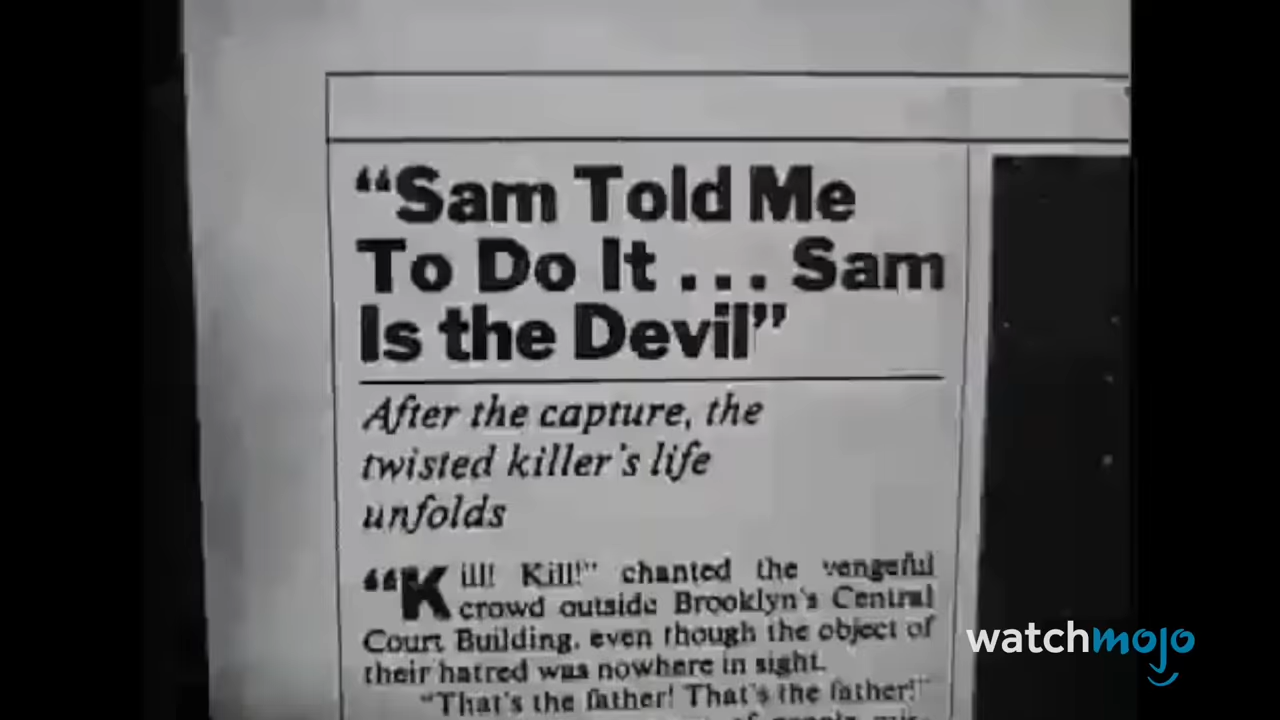 “Sam Told Me
To Do It . . . Sam
Is the Devil”
After the capture, the
twisted killer's life
unfolds
“Kill! Kill!” chanted the vengeful
crowd outside Brooklyn's Central
Court Building, even though the object of
their hatred was nowhere in sight.
“That's the father! That's the father!”
of people
watchmojo